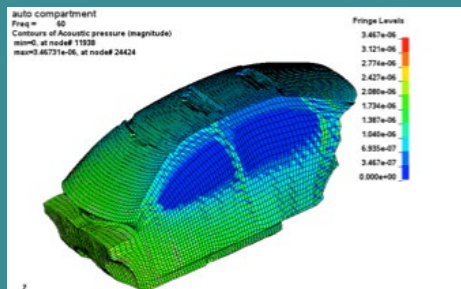 auto compartment
Freq = 60
Contours of Acoustic pressure (magnitude)
min=0, at node# 11938
max=3.46731e-06, at node# 24424
Fringe Levels
3.467e-06
3.121e-06
2.774e-06
2.427e-06
2.080e-06
1.734e-06
1.387e-06
1.040e-06
6.935e-07
3.467e-07
0.000e+00